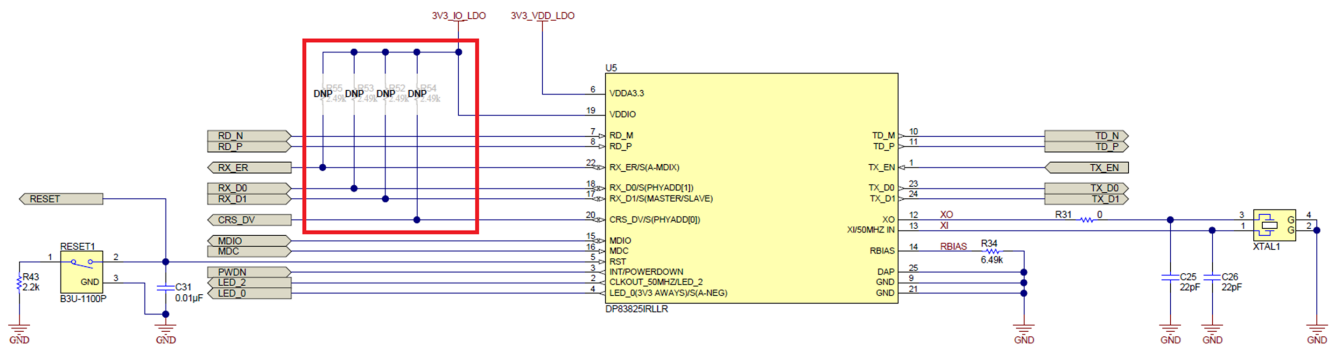 3V3_IO_LDO
3V3_VDD_LDO
U5
DNP R55 2.49k
DNP R53 2.49k
DNP R52 2.49k
DNP R54 2.49k
6 VDDA3.3
19 VDDIO
RD_N 7 RD_M TD_M 10 TD_N
RD_P 8 RD_P TD_P 11 TD_P
RX_ER 22 RX_ER/S(A-MDIX) TX_EN 1 TX_EN
RX_D0 18 RX_D0/S(PHYADD[1]) TX_D0 23 TX_D0
RX_D1 17 RX_D1/S(MASTER/SLAVE) TX_D1 24 TX_D1
RESET
CRS_DV 20 CRS_DV/S(PHYADD[0]) XO 12 XO R31 0 3 G 4
XI/50MHZ IN 13 XI 1 G 2
XTAL1
MDIO 15 MDIO
MDC 16 MDC RBIAS 14 RBIAS R34
6.49k
RESET1
1 2 5 RST
PWDN 3 INT/POWERDOWN DAP 25
LED_2 2 CLKOUT_50MHZ/LED_2 GND 9
LED_0 4 LED_0(3V3 AWAYS)/S(A-NEG) GND 21
R43
2.2k
GND 3
B3U-1100P
C31
0.01µF
C25
22pF
C26
22pF
DP83825IRLLR
GND
GND
GND
GND
GND
GND